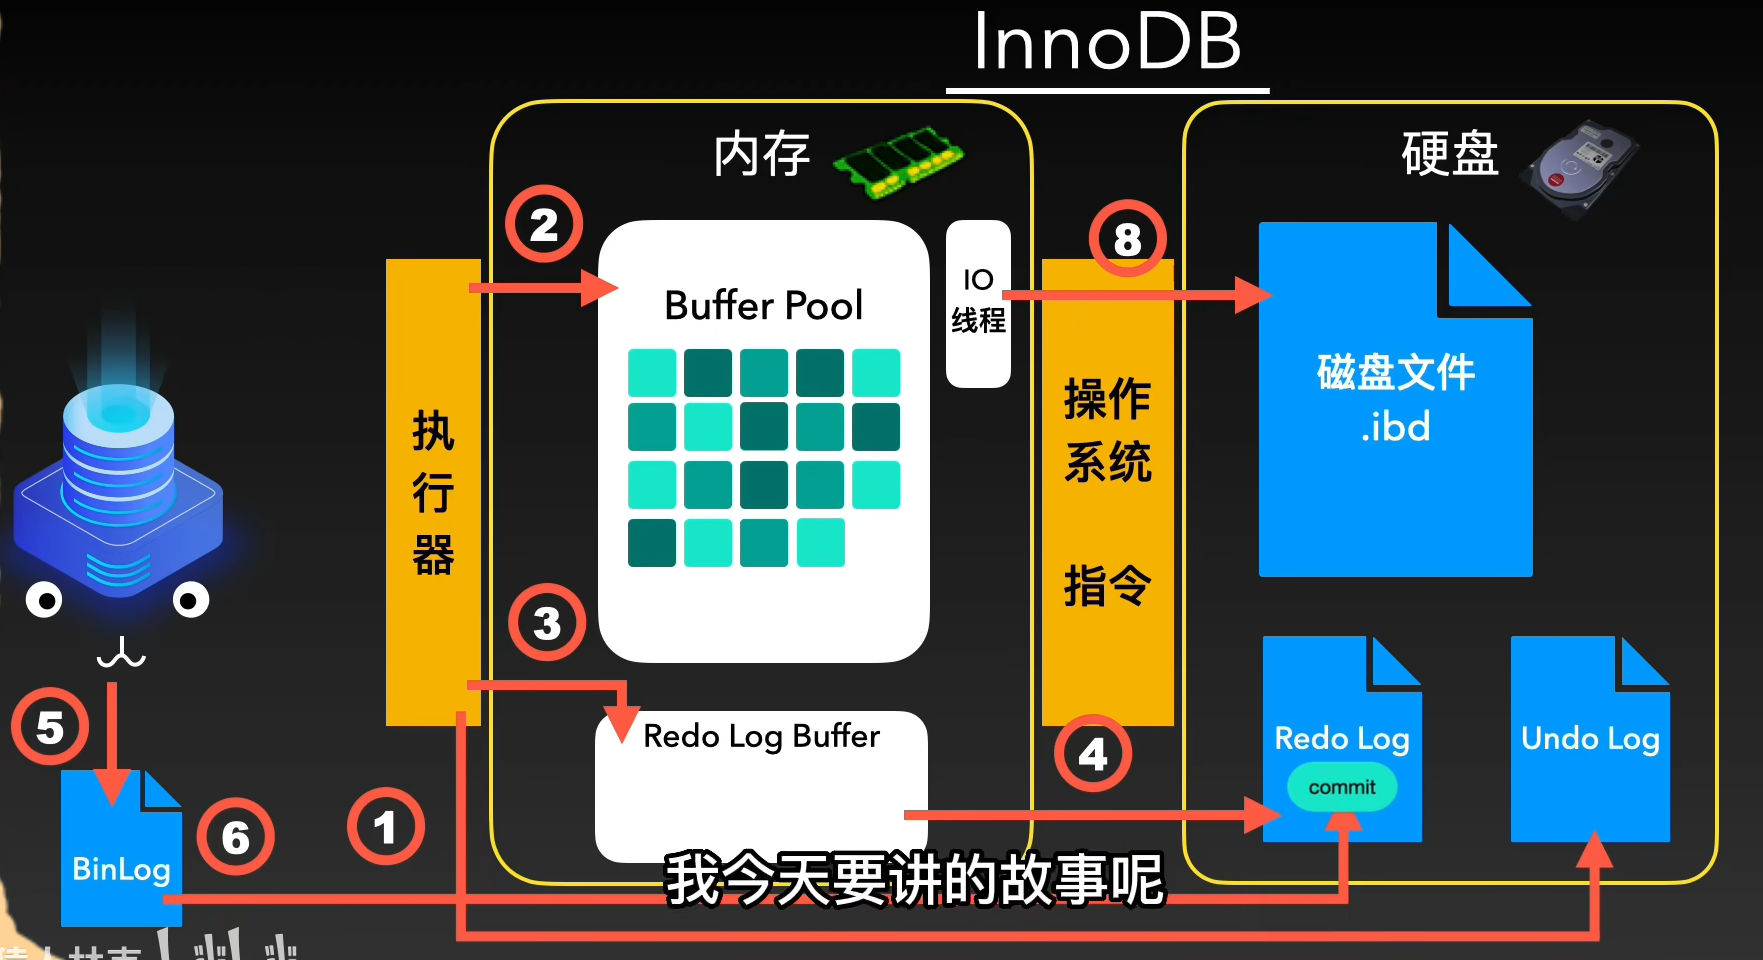 InnoDB
内存
硬盘
②
⑧
Buffer Pool
IO
线程
磁盘文件
.ibd
执
行
器
操作
系统
指令
③
Redo Log Buffer
④
Redo Log
commit
Undo Log
⑤
BinLog
⑥
①
我今天要讲的故事呢